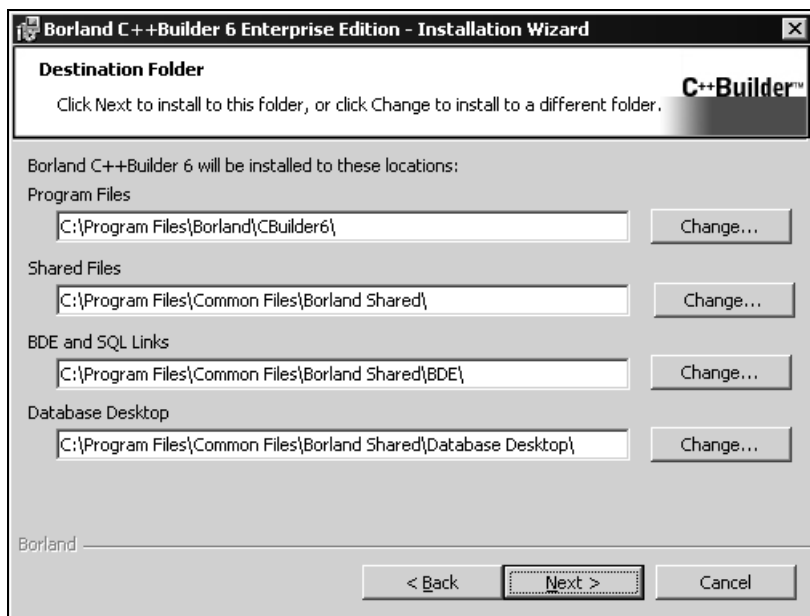 Borland C++Builder 6 Enterprise Edition - Installation Wizard
Destination Folder
Click Next to install to this folder, or click Change to install to a different folder.
C++Builder™
Borland C++Builder 6 will be installed to these locations:
Program Files
C:\Program Files\Borland\CBuilder6\
Change...
Shared Files
C:\Program Files\Common Files\Borland Shared\
Change...
BDE and SQL Links
C:\Program Files\Common Files\Borland Shared\BDE\
Change...
Database Desktop
C:\Program Files\Common Files\Borland Shared\Database Desktop\
Change...
Borland
< Back Next > Cancel